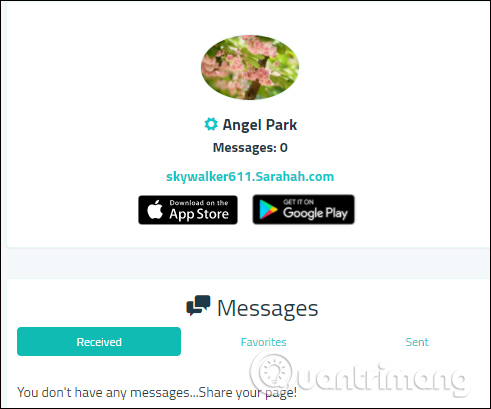 Angel Park
Messages: 0
skywalker611.Sarahah.com
Download on the
App Store
GET IT ON
Google Play
Messages
Received
Favorites
Sent
Quantrimang
You don't have any messages...Share your page!